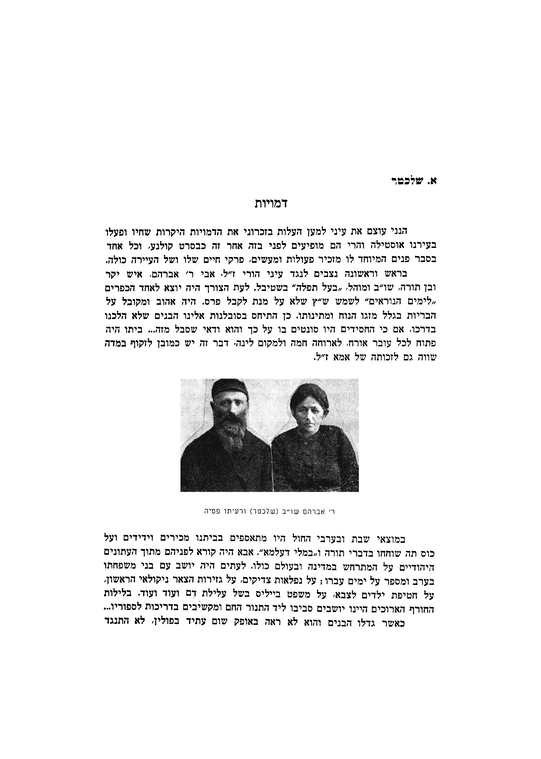 א. שלכטר
דמויות
הנני עוצם את עיני למען העלות בזכרוני את הדמויות היקרות שחיו ופעלו
בעירנו אוסטילה והרי הם מופיעים לפני בזה אחר זה כבסרט קולנע, וכל אחד
בסבר פנים המיוחד לו מזכיר פעולות ומעשים, פרקי חיים שלו ושל העיירה כולה.
בראש וראשונה נצבים לנגד עיני הורי ז״ל. אבי ר׳ אברהם, איש יקר
ובן תורה, שו״ב ומוהל, „בעל תפלה״ בשטיבל. לעת הצורך היה יוצא לאחד הכפרים
„לימים הנוראים״ לשמש ש״ץ שלא על מנת לקבל פרס. היה אהוב ומקובל על
הבריות בגלל מזגו הנוח ומתינותו. כן התיחס בסובלנות אלינו הבנים שלא הלכנו
בדרכו, אם כי החסידים היו סונטים בו על כך והוא ודאי שסבל מזה... ביתו היה
פתוח לכל עובר אורח, לארוחה חמה ולמקום לינה. דבר זה יש כמובן לזקוף במדה
שווה גם לזכותה של אמא ז״ל.
ר׳ אברהם שו״ב (שלכטר) ורעיתו פסיה
במוצאי שבת ובערבי החול היו מתאספים בביתנו מכירים וידידים ועל
כוס תה שוחחו בדברי תורה ו„במלי דעלמא״. אבא היה קורא לפניהם מתוך העתונים
היהודיים על המתרחש במדינה ובעולם כולו. לעתים היה יושב עם בני משפחתו
בערב ומספר על ימים עברו; על נפלאות צדיקים, על גזירות הצאר ניקולאי הראשון,
על חטיפת ילדים לצבא, על משפט בייליס בשל עלילת דם ועוד ועוד. בלילות
החורף הארוכים היינו יושבים סביבו ליד התנור החם ומקשיבים בדריכות לספוריו...
כאשר גדלו הבנים והוא לא ראה באופק שום עתיד בפולין, לא התנגד